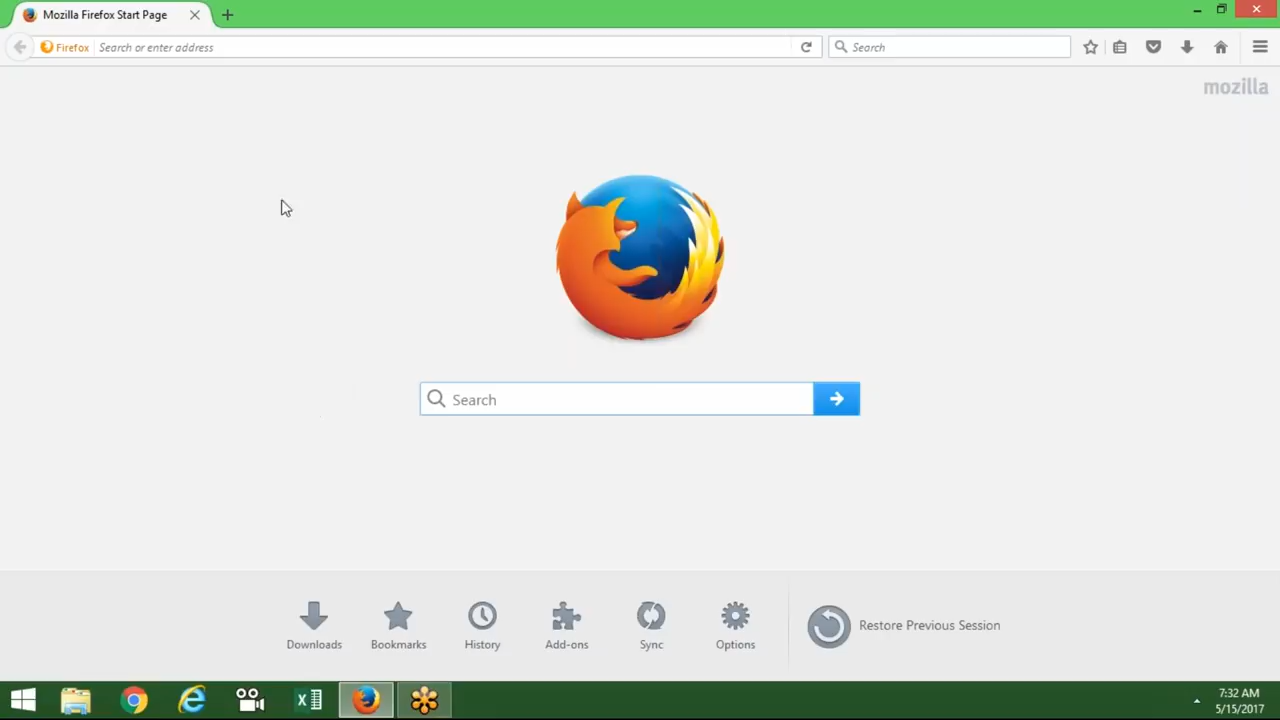 Mozilla Firefox Start Page
Firefox Search or enter address
Search
mozilla
Search
Downloads
Bookmarks
History
Add-ons
Sync
Options
Restore Previous Session
7:32 AM
5/15/2017